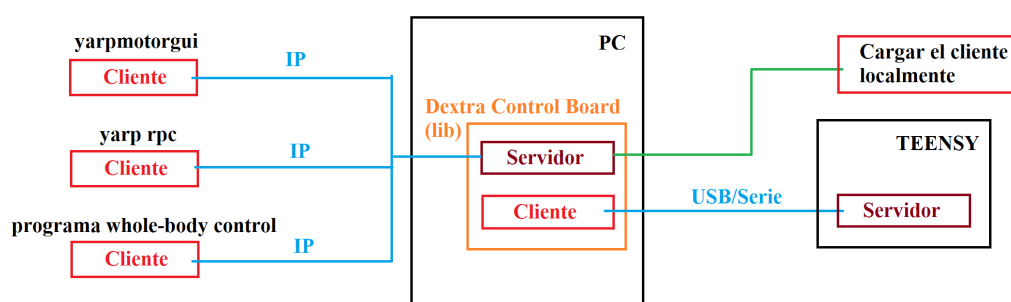 yarpmotorgui
Cliente
IP
yarp rpc
Cliente
IP
programa whole-body control
Cliente
IP
PC
Dextra Control Board
(lib)
Servidor
Cliente
USB/Serie
Cargar el cliente
localmente
TEENSY
Servidor